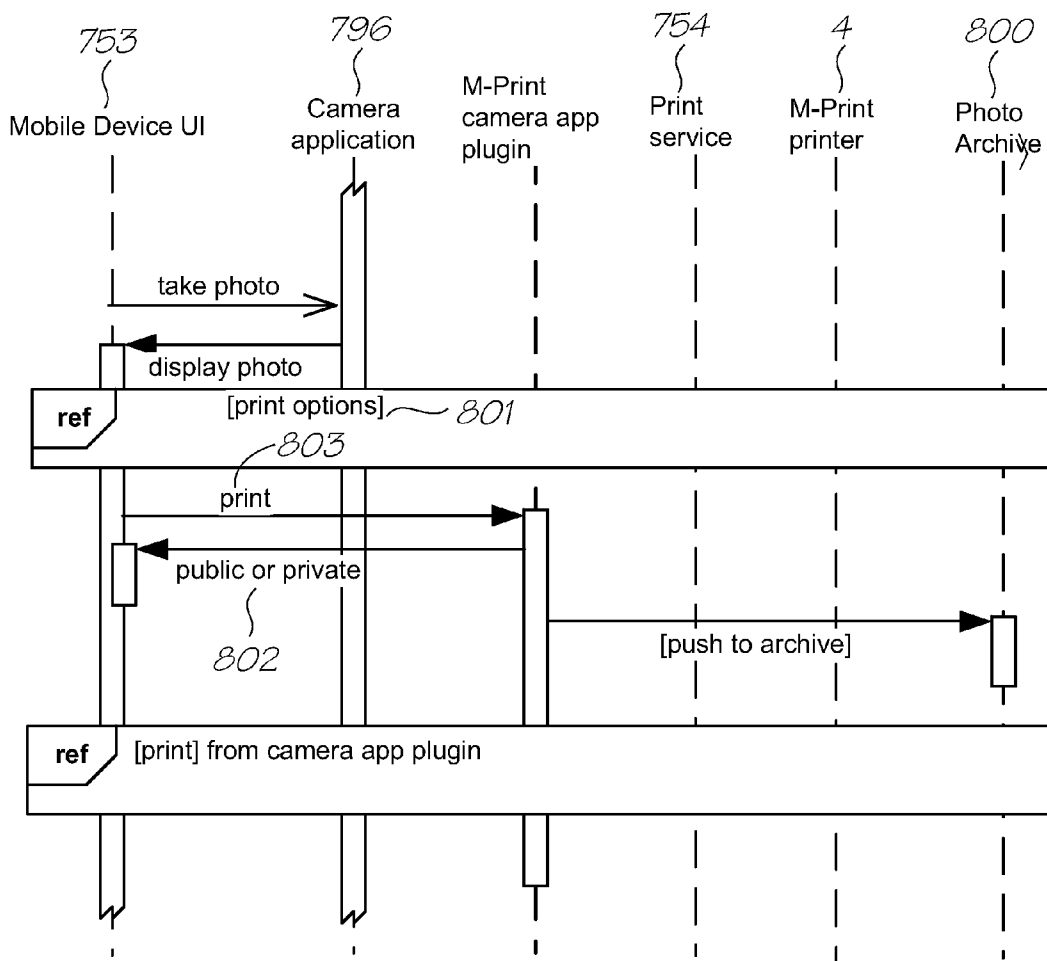 753
796
754
4
800
Mobile Device UI
Camera
application
M-Print
camera app
plugin
Print
service
M-Print
printer
Photo
Archive
take photo
display photo
ref
[print options]
801
803
print
public or private
802
[push to archive]
ref
[print] from camera app plugin